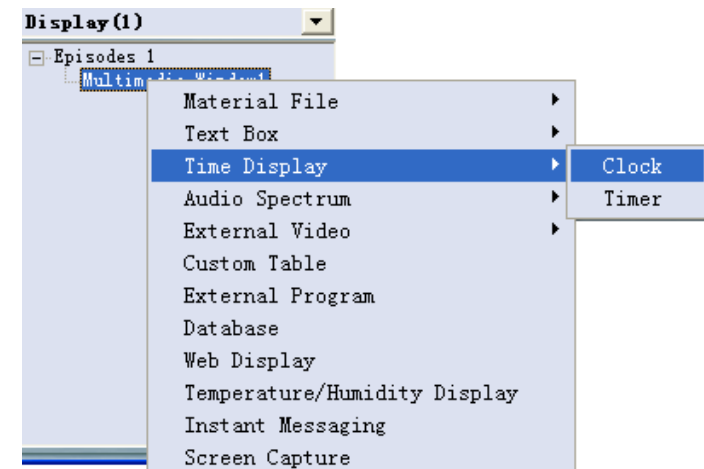 Display(1)
Episodes 1
Material File
Text Box
Time Display
Clock
Audio Spectrum
Timer
External Video
Custom Table
External Program
Database
Web Display
Temperature/Humidity Display
Instant Messaging
Screen Capture